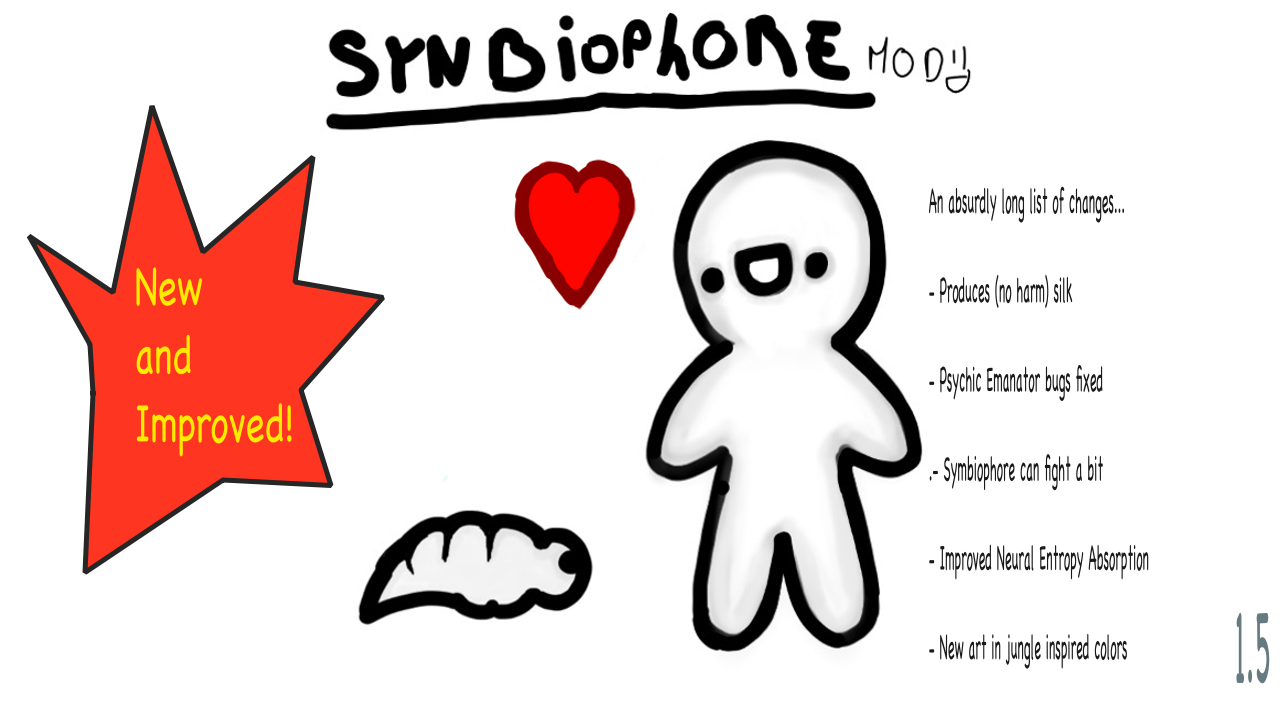 SYNBiOPhORE MOD
New
and
Improved!
An absurdly long list of changes...
- Produces (no harm) silk
- Psychic Emanator bugs fixed
.- Symbiophore can fight a bit
- Improved Neural Entropy Absorption
- New art in jungle inspired colors
1.5